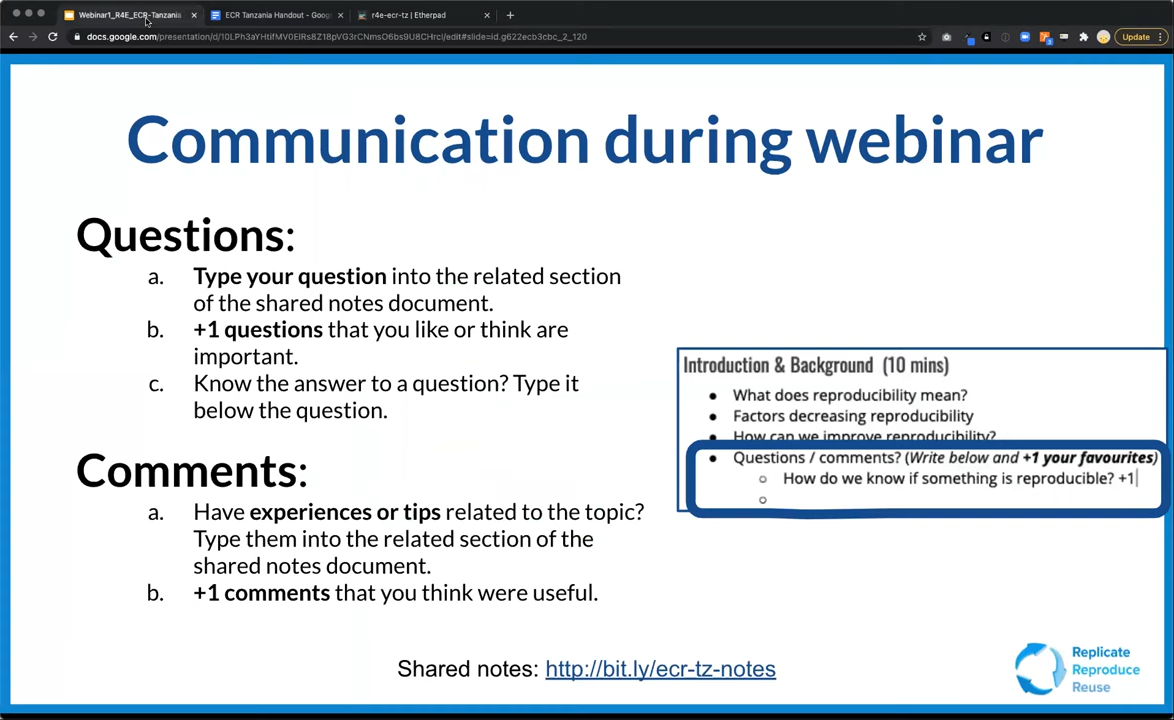 Webinar1_R4E_ECR-Tanzania
ECR Tanzania Handout - Goog
r4e-ecr-tz | Etherpad
docs.google.com/presentation/d/10LPh3aYHtifMV0ElRs8Z18pVG3rCNmsO6bs9U8CHrcI/edit#slide=id.g622ecb3cbc_2_120
Update
Communication during webinar
Questions:
a. Type your question into the related section
of the shared notes document.
b. +1 questions that you like or think are
important.
c. Know the answer to a question? Type it
below the question.
Comments:
a. Have experiences or tips related to the topic?
Type them into the related section of the
shared notes document.
b. +1 comments that you think were useful.
Introduction & Background (10 mins)
• What does reproducibility mean?
• Factors decreasing reproducibility
• How can we improve reproducibility?
• Questions / comments? (Write below and +1 your favourites)
○ How do we know if something is reproducible? +1
Shared notes: http://bit.ly/ecr-tz-notes
Replicate
Reproduce
Reuse